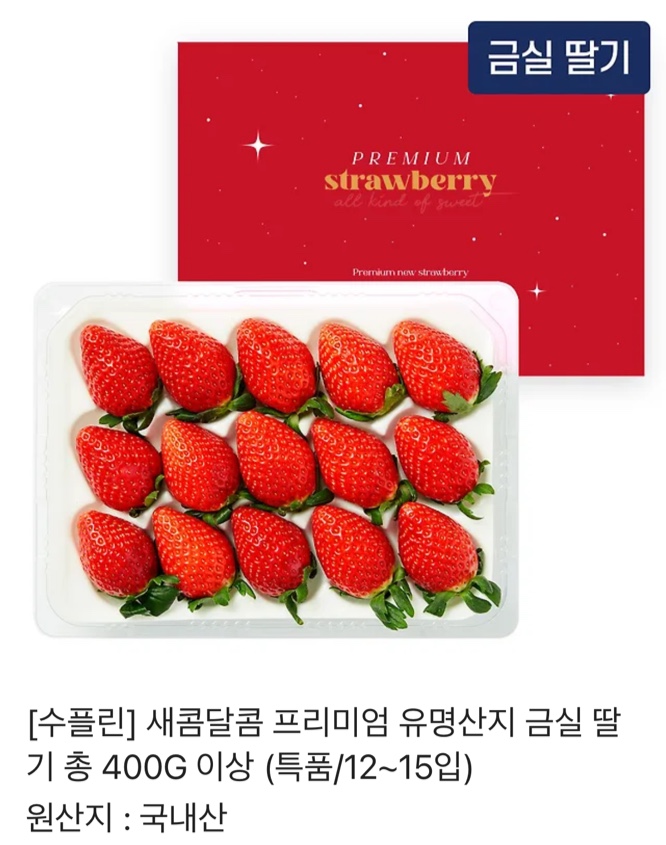 금실 딸기
PREMIUM
strawberry
all kind of sweet
Premium new strawberry
[수플린] 새콤달콤 프리미엄 유명산지 금실 딸
기 총 400G 이상 (특품/12~15입)
원산지 : 국내산